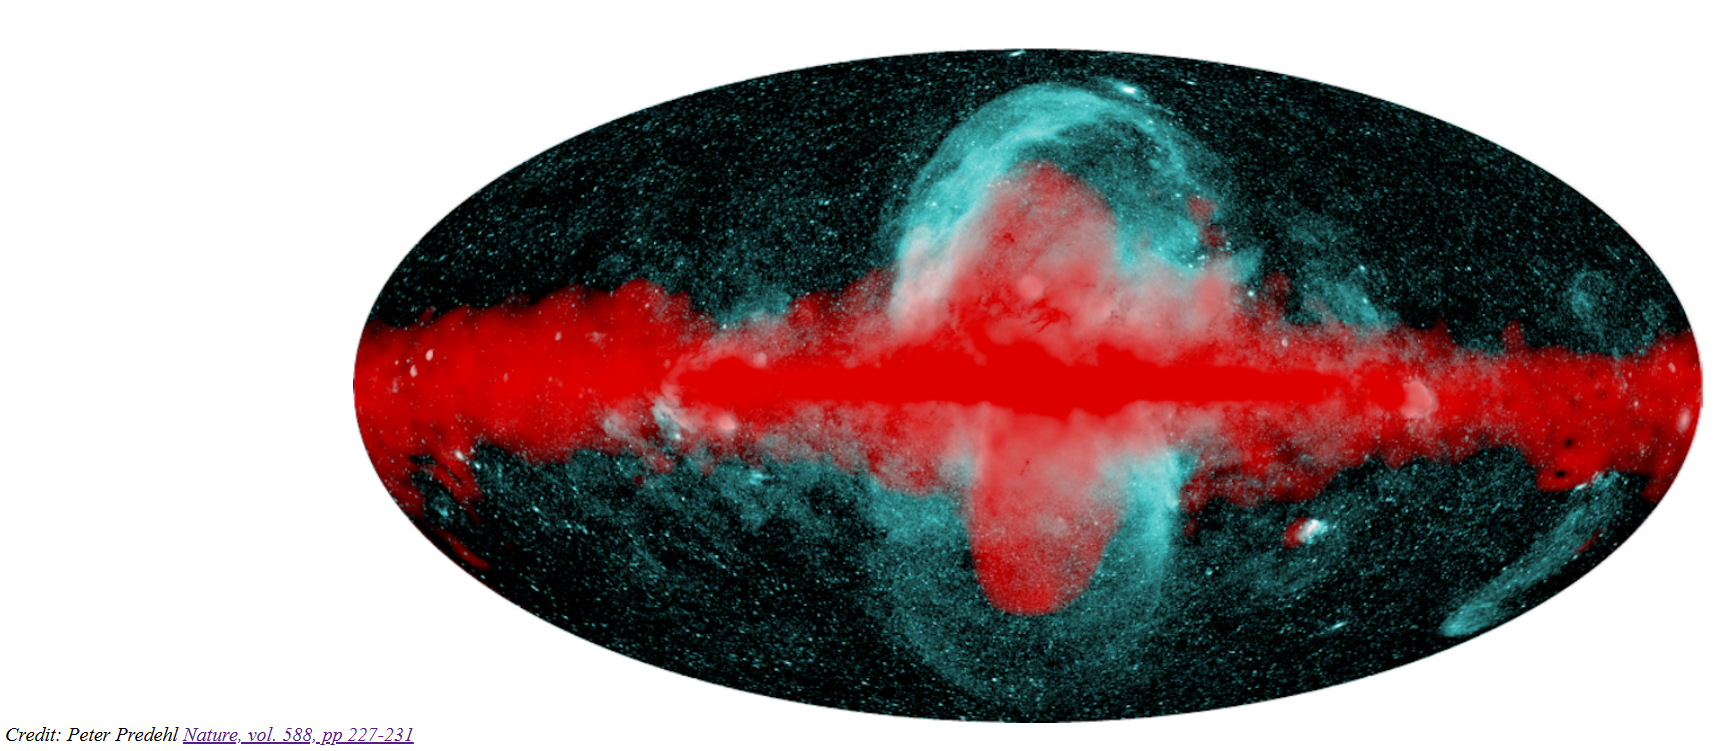 Credit: Peter Predehl Nature, vol. 588, pp 227-231